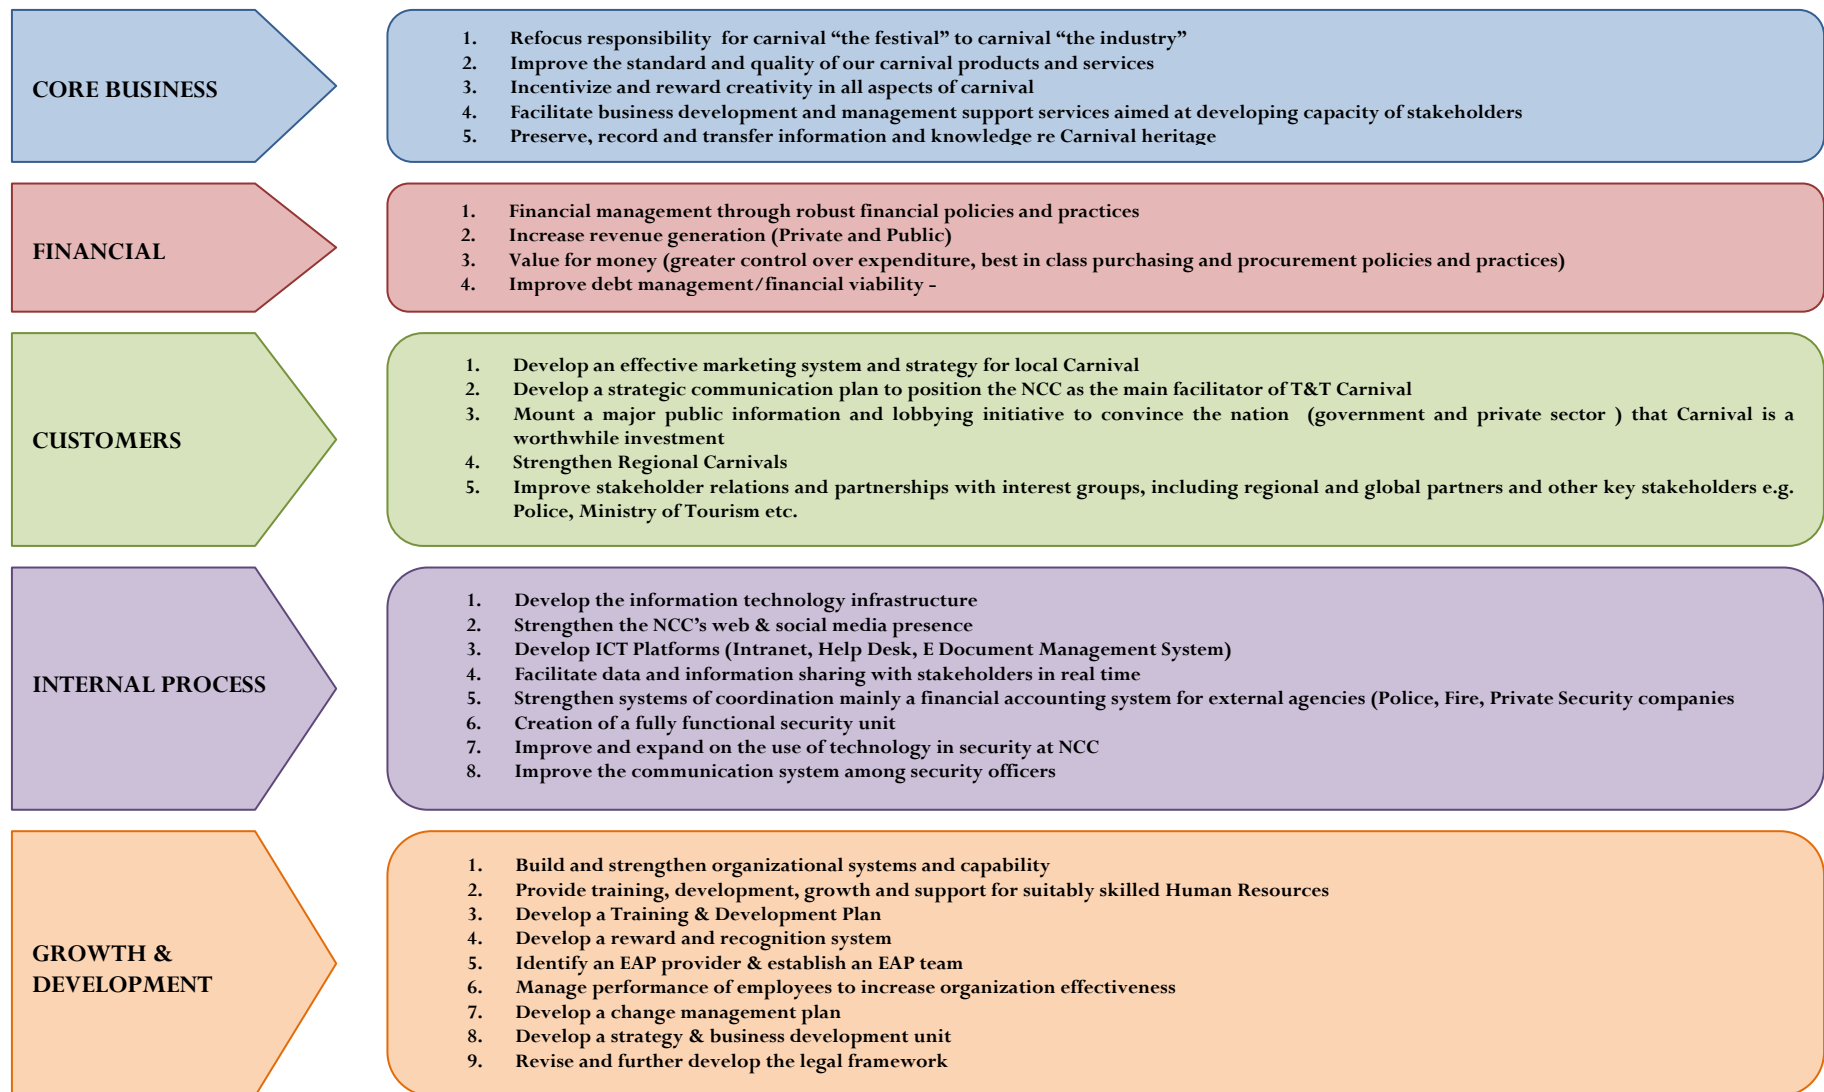 CORE BUSINESS
1. Refocus responsibility for carnival “the festival” to carnival “the industry”
2. Improve the standard and quality of our carnival products and services
3. Incentivize and reward creativity in all aspects of carnival
4. Facilitate business development and management support services aimed at developing capacity of stakeholders
5. Preserve, record and transfer information and knowledge re Carnival heritage
FINANCIAL
1. Financial management through robust financial policies and practices
2. Increase revenue generation (Private and Public)
3. Value for money (greater control over expenditure, best in class purchasing and procurement policies and practices)
4. Improve debt management/financial viability -
CUSTOMERS
1. Develop an effective marketing system and strategy for local Carnival
2. Develop a strategic communication plan to position the NCC as the main facilitator of T&T Carnival
3. Mount a major public information and lobbying initiative to convince the nation (government and private sector ) that Carnival is a
worthwhile investment
4. Strengthen Regional Carnivals
5. Improve stakeholder relations and partnerships with interest groups, including regional and global partners and other key stakeholders e.g.
Police, Ministry of Tourism etc.
INTERNAL PROCESS
1. Develop the information technology infrastructure
2. Strengthen the NCC’s web & social media presence
3. Develop ICT Platforms (Intranet, Help Desk, E Document Management System)
4. Facilitate data and information sharing with stakeholders in real time
5. Strengthen systems of coordination mainly a financial accounting system for external agencies (Police, Fire, Private Security companies
6. Creation of a fully functional security unit
7. Improve and expand on the use of technology in security at NCC
8. Improve the communication system among security officers
GROWTH &
DEVELOPMENT
1. Build and strengthen organizational systems and capability
2. Provide training, development, growth and support for suitably skilled Human Resources
3. Develop a Training & Development Plan
4. Develop a reward and recognition system
5. Identify an EAP provider & establish an EAP team
6. Manage performance of employees to increase organization effectiveness
7. Develop a change management plan
8. Develop a strategy & business development unit
9. Revise and further develop the legal framework